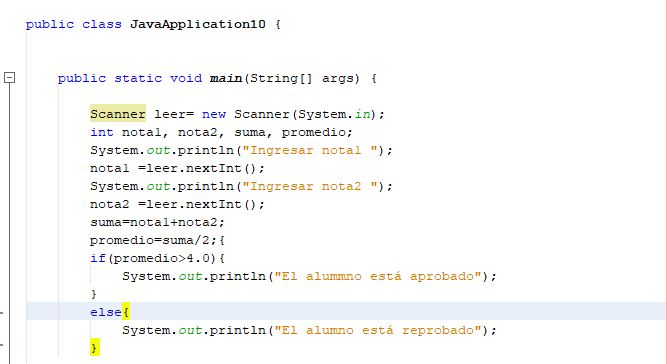 public class JavaApplication10 {
public static void main(String[] args) {
Scanner leer= new Scanner(System.in);
int nota1, nota2, suma, promedio;
System.out.println("Ingresar nota1 ");
nota1 =leer.nextInt();
System.out.println("Ingresar nota2 ");
nota2 =leer.nextInt();
suma=nota1+nota2;
promedio=suma/2;{
if(promedio>4.0){
System.out.println("El alummno está aprobado");
}
else{
System.out.println("El alumno está reprobado");
}